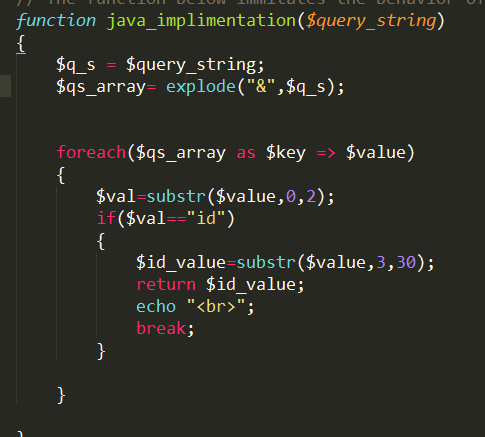 // The function below immitates the behavior of
function java_implimentation($query_string)
{
$q_s = $query_string;
$qs_array= explode("&",$q_s);
foreach($qs_array as $key => $value)
{
$val=substr($value,0,2);
if($val=="id")
{
$id_value=substr($value,3,30);
return $id_value;
echo "<br>";
break;
}
}
}